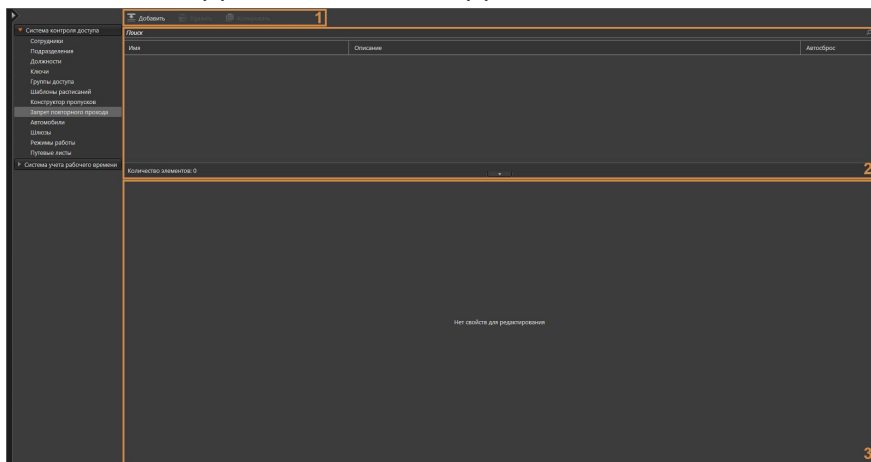 Добавить Удалить Копировать 1
Система контроля доступа
Поиск
Сотрудники
Имя Описание Автосброс
Подразделения
Должности
Ключи
Группы доступа
Шаблоны расписаний
Конструктор пропусков
Запрет повторного прохода
Автомобили
Шлюзы
Режимы работы
Путевые листы
Система учета рабочего времени
Количество элементов: 0 2
Нет свойств для редактирования
3